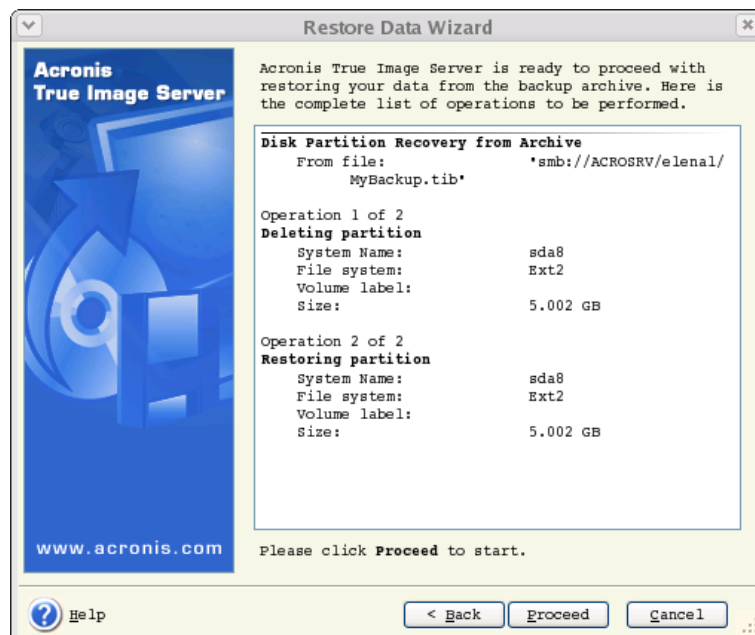 Restore Data Wizard
Acronis
True Image Server
Acronis True Image Server is ready to proceed with
restoring your data from the backup archive. Here is
the complete list of operations to be performed.
Disk Partition Recovery from Archive
From file: "smb://ACROSRV/elenal/
MyBackup.tib"
Operation 1 of 2
Deleting partition
System Name: sda8
File system: Ext2
Volume label:
Size: 5.002 GB
Operation 2 of 2
Restoring partition
System Name: sda8
File system: Ext2
Volume label:
Size: 5.002 GB
www.acronis.com
Please click Proceed to start.
Help
< Back
Proceed
Cancel